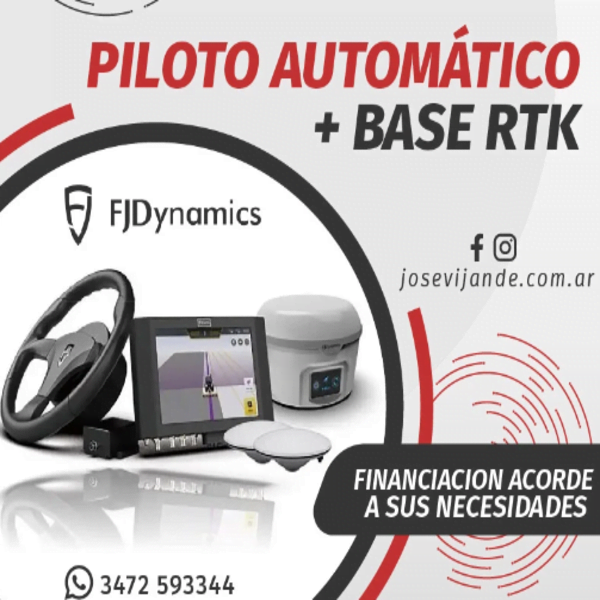 PILOTO AUTOMÁTICO
+ BASE RTK
FJDynamics
josevijande.com.ar
FINANCIACION ACORDE
A SUS NECESIDADES
3472 593344